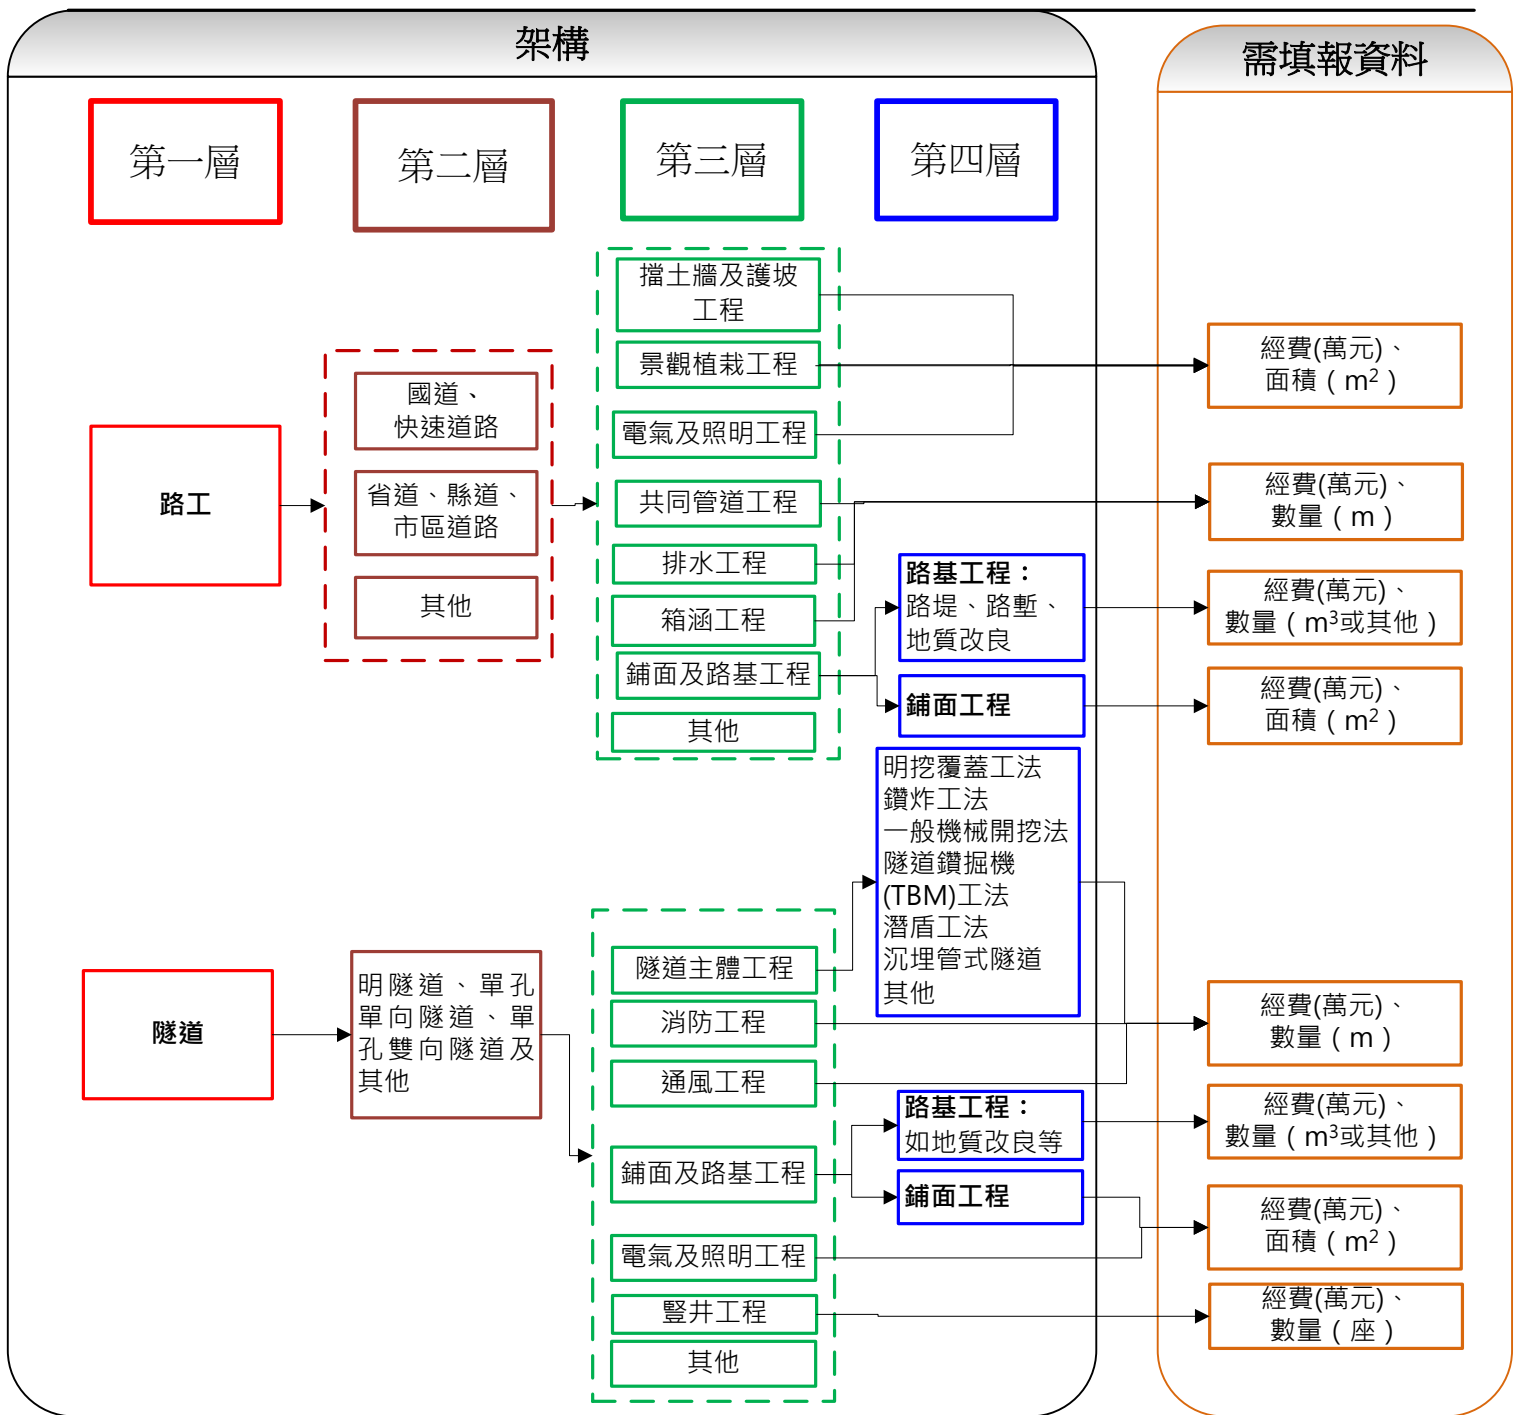 架構
需填報資料
第一層
第二層
第三層
第四層
路工
國道、
快速道路
省道、縣道、
市區道路
其他
擋土牆及護坡
工程
景觀植栽工程
電氣及照明工程
共同管道工程
排水工程
箱涵工程
鋪面及路基工程
其他
路基工程：
路堤、路塹、
地質改良
鋪面工程
經費(萬元)、
面積（m²）
經費(萬元)、
數量（m）
經費(萬元)、
數量（m³或其他）
經費(萬元)、
面積（m²）
隧道
明隧道、單孔
單向隧道、單
孔雙向隧道及
其他
隧道主體工程
消防工程
通風工程
鋪面及路基工程
電氣及照明工程
豎井工程
其他
明挖覆蓋工法
鑽炸工法
一般機械開挖法
隧道鑽掘機
(TBM)工法
潛盾工法
沉埋管式隧道
其他
路基工程：
如地質改良等
鋪面工程
經費(萬元)、
數量（m）
經費(萬元)、
數量（m³或其他）
經費(萬元)、
面積（m²）
經費(萬元)、
數量（座）